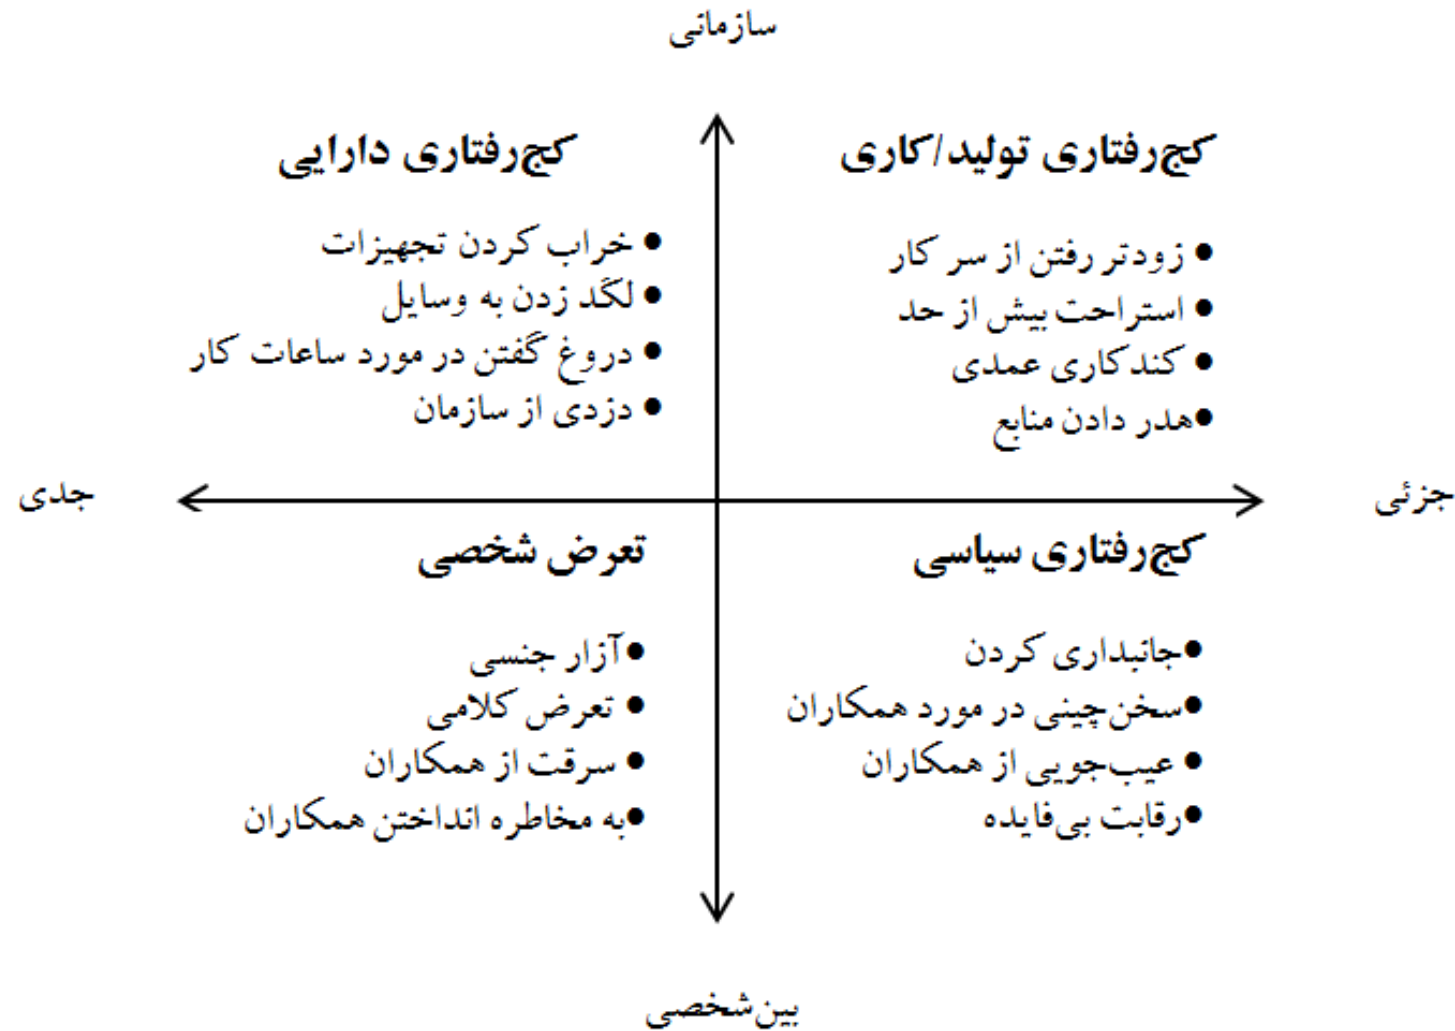 سازمانی
کج‌رفتاری تولید/کاری
● زودتر رفتن از سر کار
● استراحت بیش از حد
● کندکاری عمدی
●هدر دادن منابع
کج‌رفتاری دارایی
● خراب کردن تجهیزات
● لگد زدن به وسایل
● دروغ گفتن در مورد ساعات کار
● دزدی از سازمان
جزئی
جدی
کج‌رفتاری سیاسی
●جانبداری کردن
●سخن‌چینی در مورد همکاران
● عیب‌جویی از همکاران
●رقابت بی‌فایده
تعرض شخصی
●آزار جنسی
● تعرض کلامی
● سرقت از همکاران
●به مخاطره انداختن همکاران
بین‌شخصی